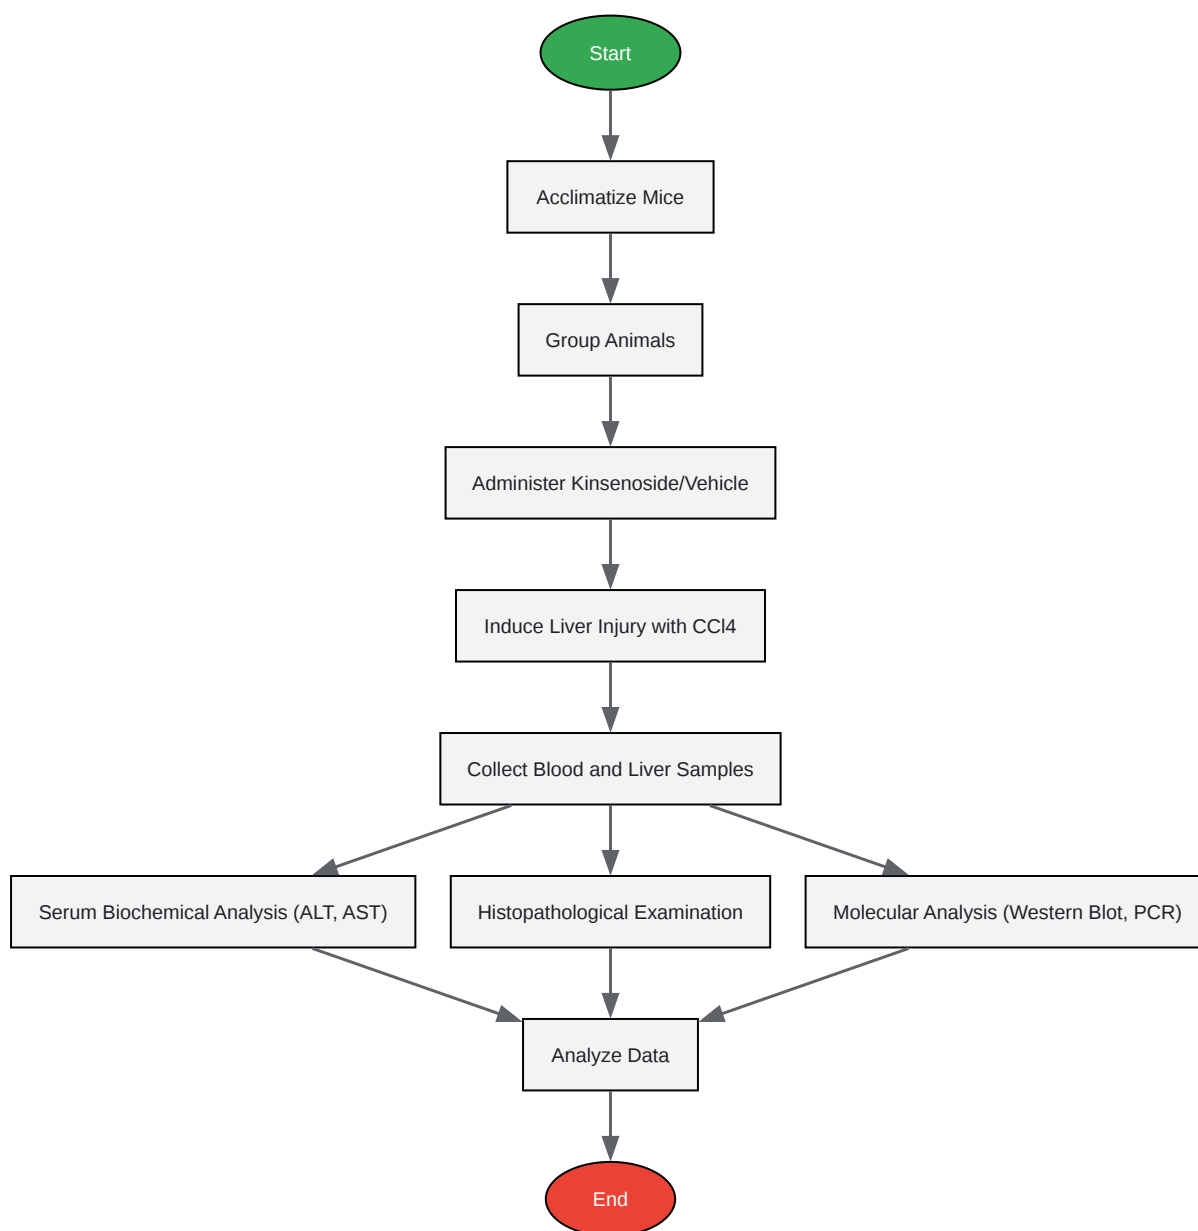 Start
Acclimatize Mice
Group Animals
Administer Kinsenoside/Vehicle
Induce Liver Injury with CCl4
Collect Blood and Liver Samples
Serum Biochemical Analysis (ALT, AST)
Histopathological Examination
Molecular Analysis (Western Blot, PCR)
Analyze Data
End